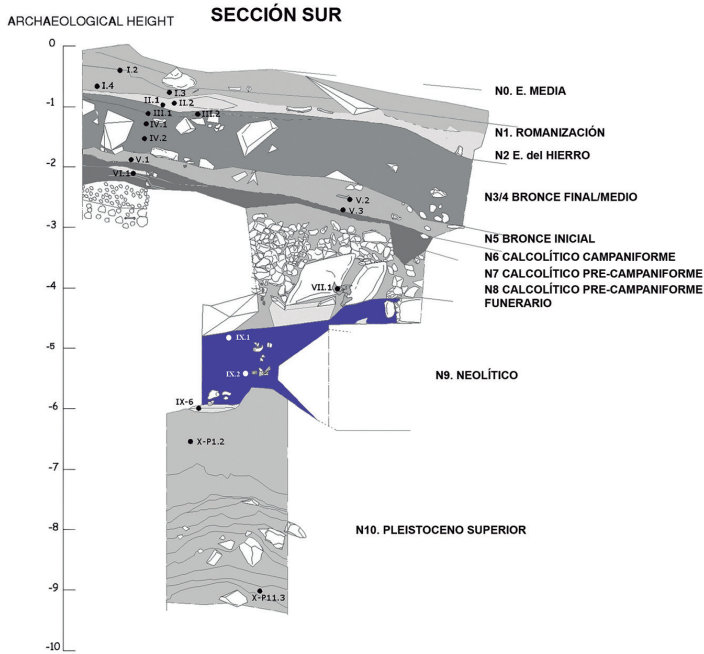 SECCIÓN SUR
ARCHAEOLOGICAL HEIGHT
0
-1
-2
-3
-4
-5
-6
-7
-8
-9
-10
I.2
I.4
I.3
II.1
II.2
III.1
III.2
IV.1
IV.2
V.1
VI.1
V.2
V.3
VII.1
IX.1
IX.2
IX-6
X-P1.2
X-P11.3
N0. E. MEDIA
N1. ROMANIZACIÓN
N2 E. del HIERRO
N3/4 BRONCE FINAL/MEDIO
N5 BRONCE INICIAL
N6 CALCOLÍTICO CAMPANIFORME
N7 CALCOLÍTICO PRE-CAMPANIFORME
N8 CALCOLÍTICO PRE-CAMPANIFORME
FUNERARIO
N9. NEOLÍTICO
N10. PLEISTOCENO SUPERIOR